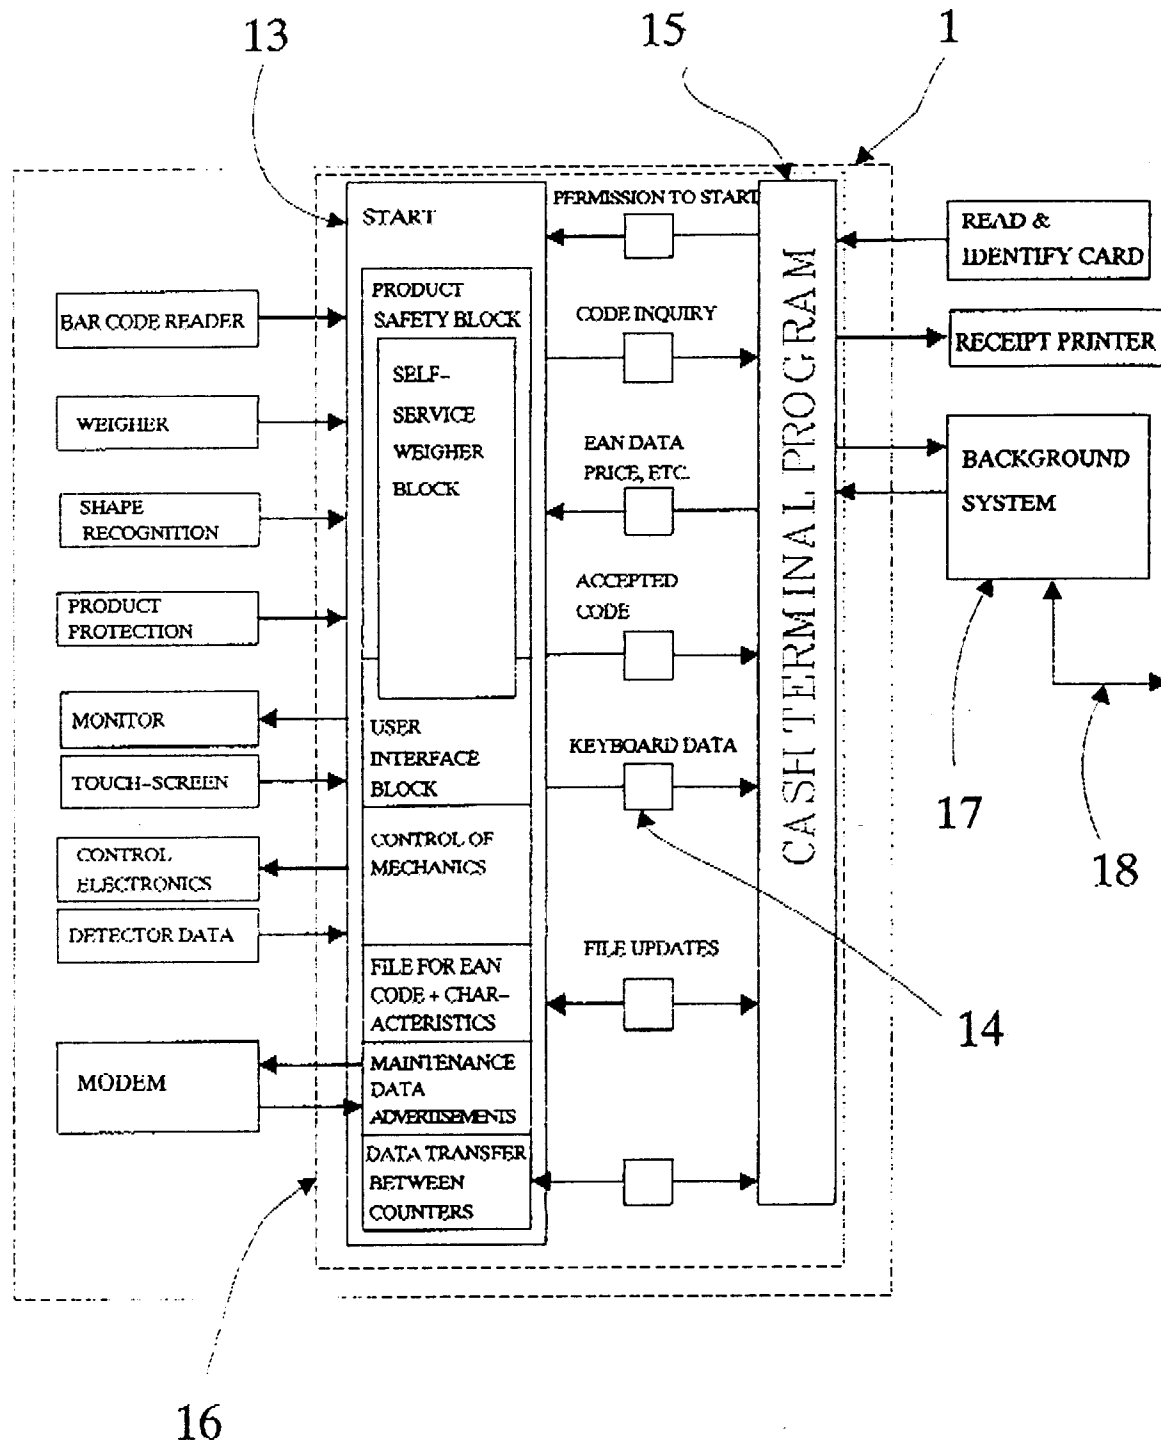 13
15
1
START
PERMISSION TO START
READ &
IDENTIFY CARD
BAR CODE READER
PRODUCT
SAFETY BLOCK
CODE INQUIRY
RECEIPT PRINTER
WEIGHER
SELF-
SERVICE
WEIGHER
BLOCK
EAN DATA
PRICE, ETC.
CASH TERMINAL PROGRAM
BACKGROUND
SYSTEM
SHAPE
RECOGNITION
PRODUCT
PROTECTION
ACCEPTED
CODE
MONITOR
TOUCH-SCREEN
USER
INTERFACE
BLOCK
KEYBOARD DATA
17
18
CONTROL
ELECTRONICS
DETECTOR DATA
CONTROL OF
MECHANICS
FILE FOR EAN
CODE + CHAR-
ACTERISTICS
FILE UPDATES
14
MODEM
MAINTENANCE
DATA
ADVERTISEMENTS
DATA TRANSFER
BETWEEN
COUNTERS
16